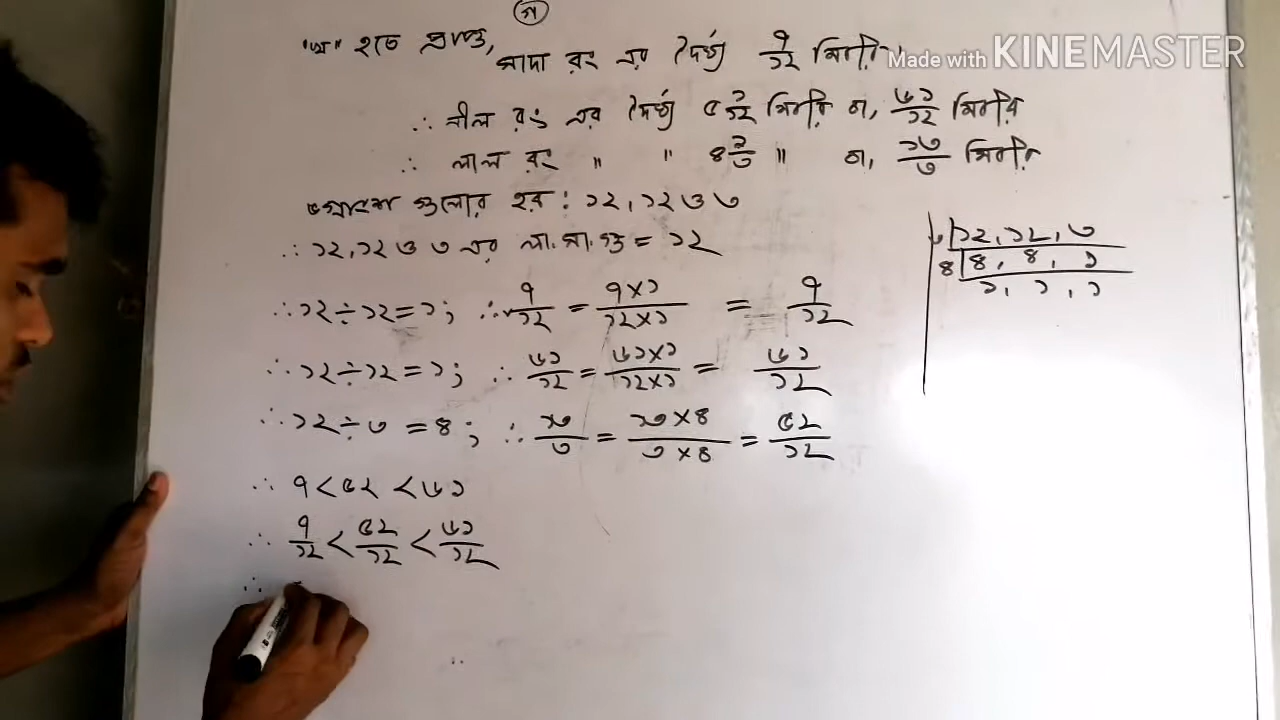 গ
"খ" হতে প্রাপ্ত,
সাদা রং এর দৈর্ঘ্য ৭/১২ মিটার
Made with KINEMASTER
∴ নীল রং এর দৈর্ঘ্য ৫ ১/১২ মিটার বা, ৬১/১২ মিটার
∴ লাল রং " " ৪ ১/৩ " বা, ১৩/৩ মিটার
ভগ্নাংশ গুলোর হর : ১২, ১২ ও ৩
∴ ১২, ১২ ও ৩ এর ল.সা.গু = ১২
∴ ১২ ÷ ১২ = ১; ∴ ৭/১২ = ৭×১/১২×১ = ৭/১২
∴ ১২ ÷ ১২ = ১; ∴ ৬১/১২ = ৬১×১/১২×১ = ৬১/১২
∴ ১২ ÷ ৩ = ৪; ∴ ১৩/৩ = ১৩×৪/৩×৪ = ৫২/১২
∴ ৭ < ৫২ < ৬১
∴ ৭/১২ < ৫২/১২ < ৬১/১২
∴
৩ | ১২, ১২, ৩
৪ | ৪, ৪, ১
১, ১, ১